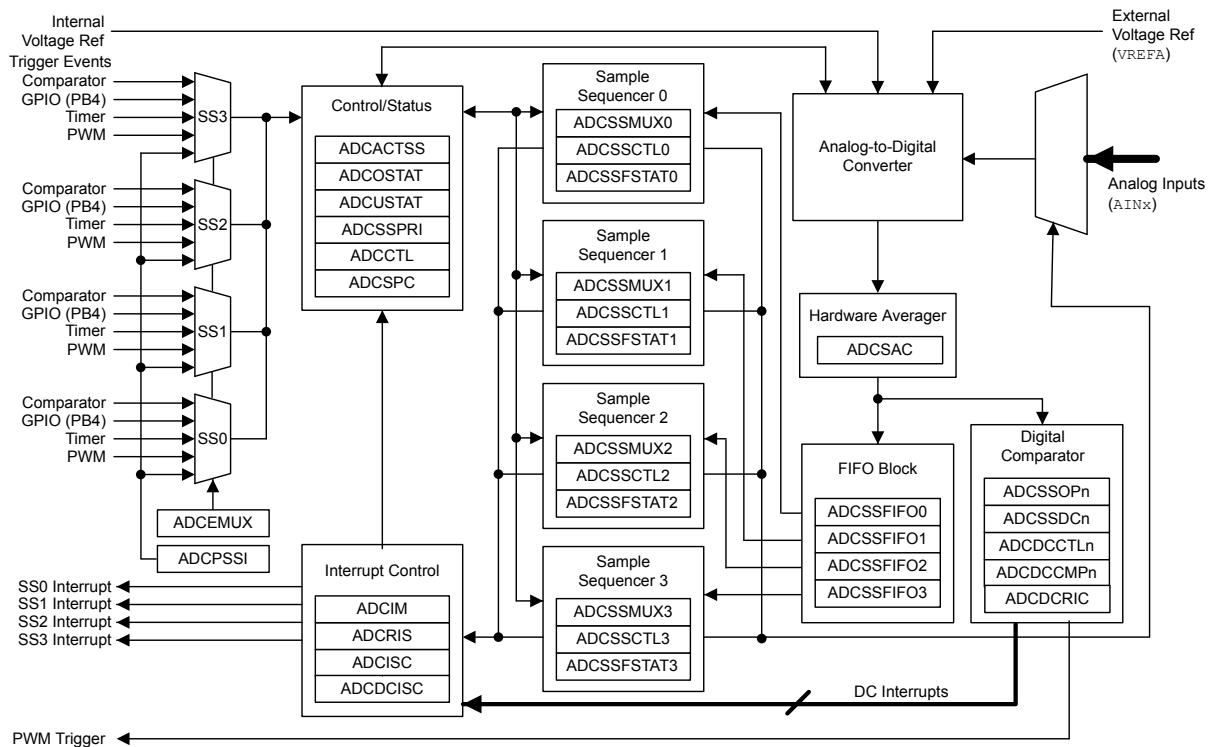 Internal
Voltage Ref
Trigger Events
Comparator
GPIO (PB4)
Timer
PWM
SS3
Comparator
GPIO (PB4)
Timer
PWM
SS2
Comparator
GPIO (PB4)
Timer
PWM
SS1
Comparator
GPIO (PB4)
Timer
PWM
SS0
ADCEMUX
ADCPSSI
SS0 Interrupt
SS1 Interrupt
SS2 Interrupt
SS3 Interrupt
PWM Trigger
Control/Status
ADCACTSS
ADCOSTAT
ADCUSTAT
ADCSSPRI
ADCCTL
ADCSPC
Interrupt Control
ADCIM
ADCRIS
ADCISC
ADCDCISC
Sample
Sequencer 0
ADCSSMUX0
ADCSSCTL0
ADCSSFSTAT0
Sample
Sequencer 1
ADCSSMUX1
ADCSSCTL1
ADCSSFSTAT1
Sample
Sequencer 2
ADCSSMUX2
ADCSSCTL2
ADCSSFSTAT2
Sample
Sequencer 3
ADCSSMUX3
ADCSSCTL3
ADCSSFSTAT3
Analog-to-Digital
Converter
Hardware Averager
ADCSAC
FIFO Block
ADCSSFIFO0
ADCSSFIFO1
ADCSSFIFO2
ADCSSFIFO3
External
Voltage Ref
(VREFA)
Analog Inputs
(AINx)
Digital
Comparator
ADCSSOPn
ADCSSDCn
ADCDCCTLn
ADCDCCMPn
ADCDCRIC
DC Interrupts